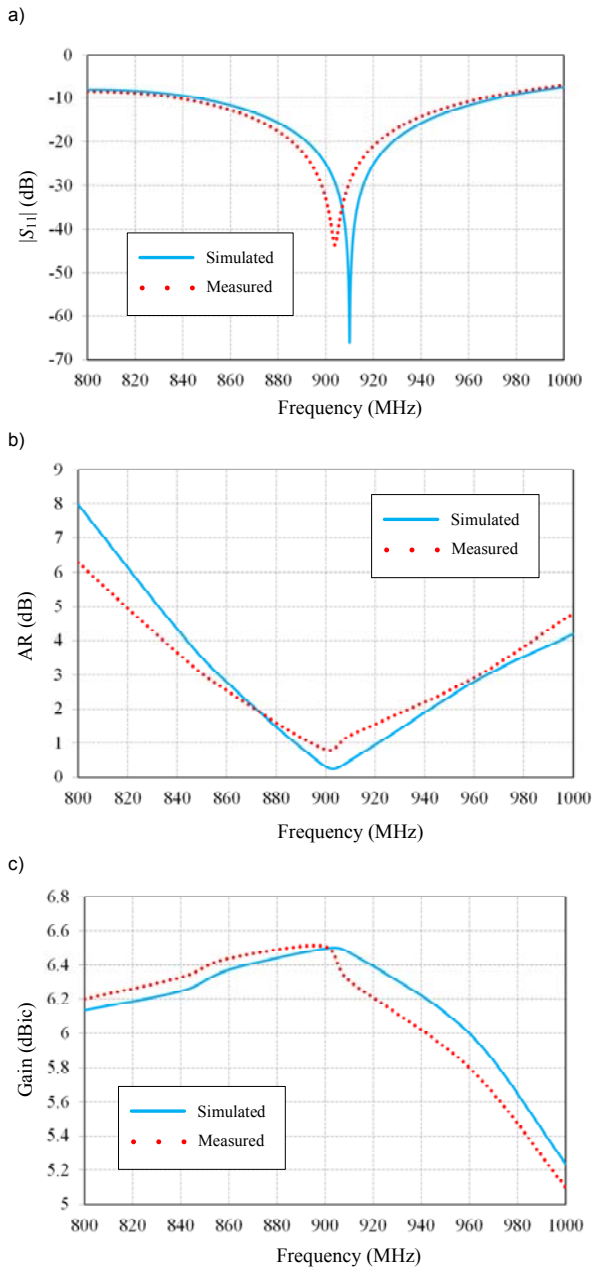 a)
0
-10
-20
-30
-40
-50
-60
-70
|S11| (dB)
Simulated
Measured
800 820 840 860 880 900 920 940 960 980 1000
Frequency (MHz)
b)
9
8
7
6
5
4
3
2
1
0
AR (dB)
Simulated
Measured
800 820 840 860 880 900 920 940 960 980 1000
Frequency (MHz)
c)
6.8
6.6
6.4
6.2
6
5.8
5.6
5.4
5.2
5
Gain (dBic)
Simulated
Measured
800 820 840 860 880 900 920 940 960 980 1000
Frequency (MHz)